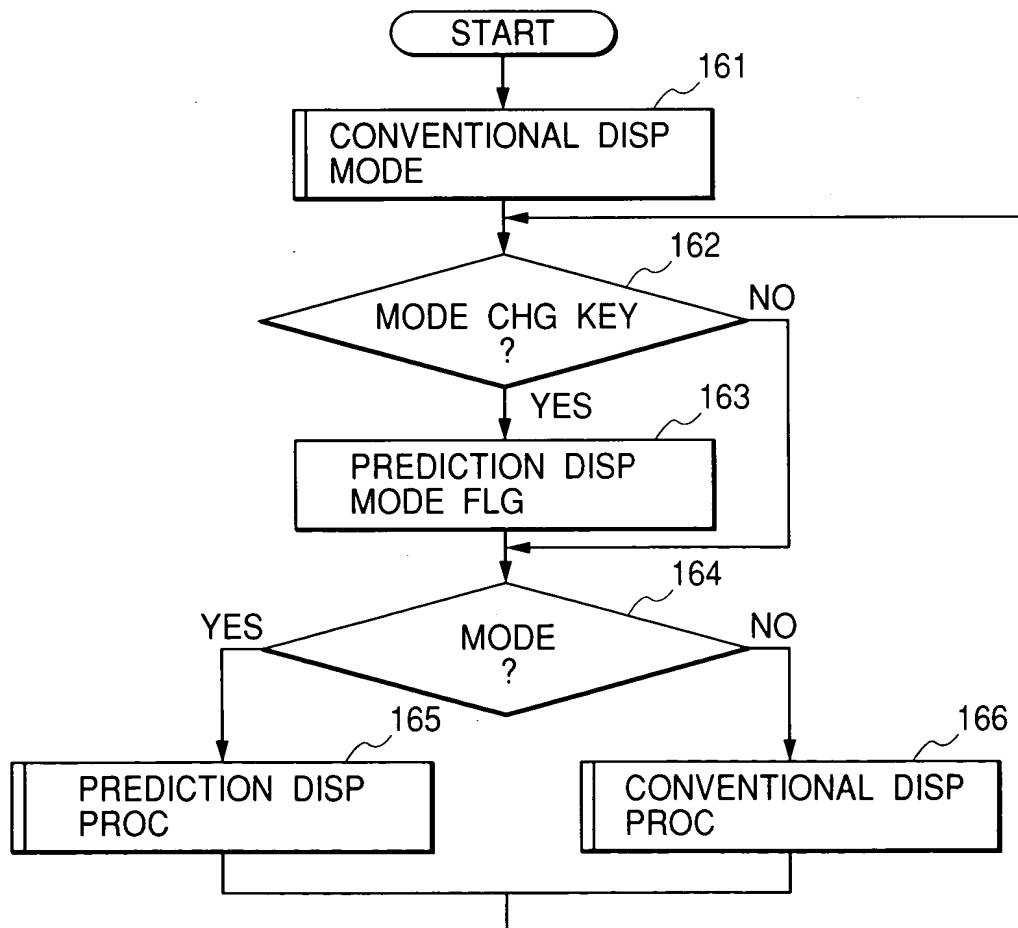 START
161
CONVENTIONAL DISP
MODE
162
MODE CHG KEY
?
NO
YES
163
PREDICTION DISP
MODE FLG
164
YES
MODE
?
NO
165
166
PREDICTION DISP
PROC
CONVENTIONAL DISP
PROC